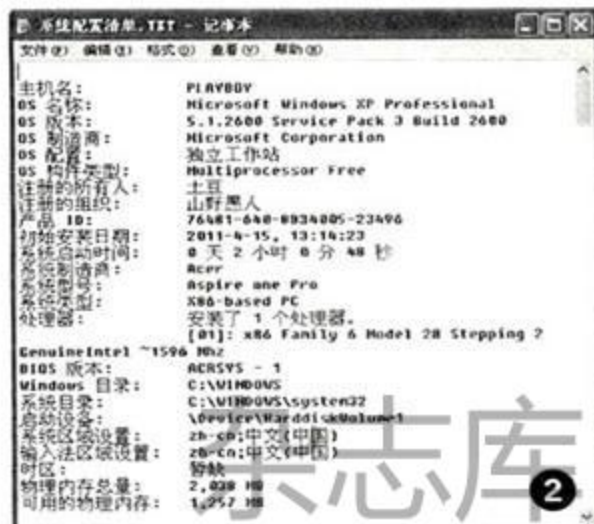 系统配置清单.TXT - 记事本
文件(F) 编辑(E) 格式(O) 查看(V) 帮助(H)
主机名: PLAYBOY
OS 名称: Microsoft Windows XP Professional
OS 版本: 5.1.2600 Service Pack 3 Build 2600
OS 制造商: Microsoft Corporation
OS 配置: 独立工作站
OS 构件类型: Multiprocessor Free
注册的所有人: 土豆
注册的组织: 山野愚人
产品 ID: 76481-640-8834005-23496
初始安装日期: 2011-4-15, 13:14:23
系统启动时间: 0 天 2 小时 0 分 48 秒
系统制造商: Acer
系统型号: Aspire one Pro
系统类型: X86-based PC
处理器: 安装了 1 个处理器。
[01]: x86 Family 6 Model 28 Stepping 2
GenuineIntel ~1596 Mhz
BIOS 版本: ACRSYS - 1
Windows 目录: C:\WINDOWS
系统目录: C:\WINDOWS\system32
启动设备: \Device\HarddiskVolume1
系统区域设置: zh-cn;中文(中国)
输入法区域设置: zh-cn;中文(中国)
时区: 暂缺
物理内存总量: 2,038 MB
可用的物理内存: 1,257 MB
杂志库
2